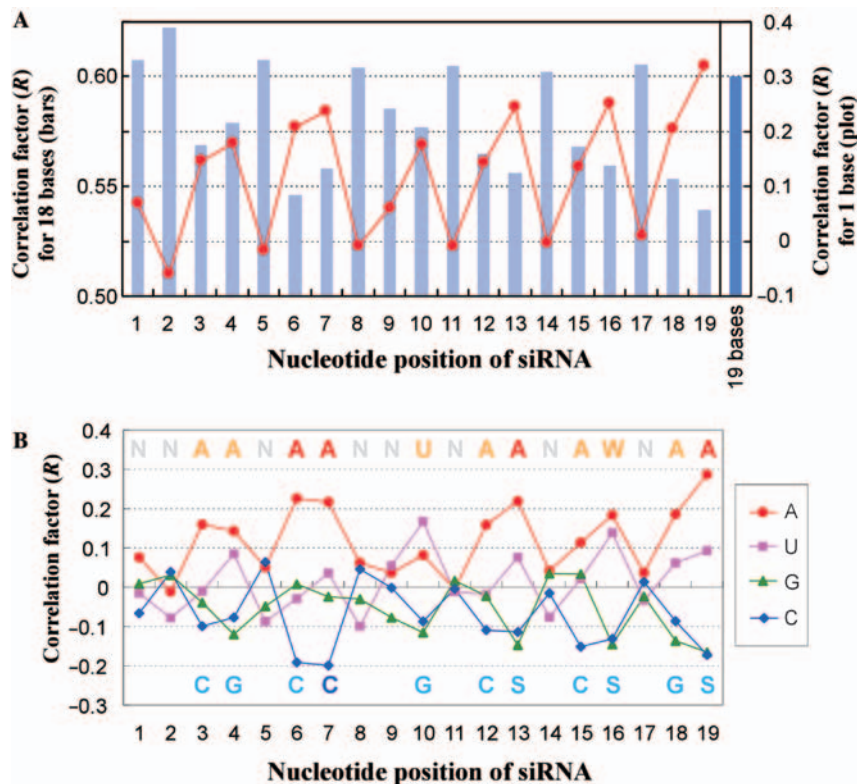 A
Correlation factor (R)
for 18 bases (bars)
0.60
0.55
0.50
0.4
0.3
0.2
0.1
0
–0.1
Correlation factor (R)
for 1 base (plot)
1 2 3 4 5 6 7 8 9 10 11 12 13 14 15 16 17 18 19
19 bases
Nucleotide position of siRNA
B
Correlation factor (R)
0.4
0.3
0.2
0.1
0
–0.1
–0.2
–0.3
N N A A N A A N N U N A A N A W N A A
C G C C G C S C S G S
1 2 3 4 5 6 7 8 9 10 11 12 13 14 15 16 17 18 19
Nucleotide position of siRNA
A
U
G
C